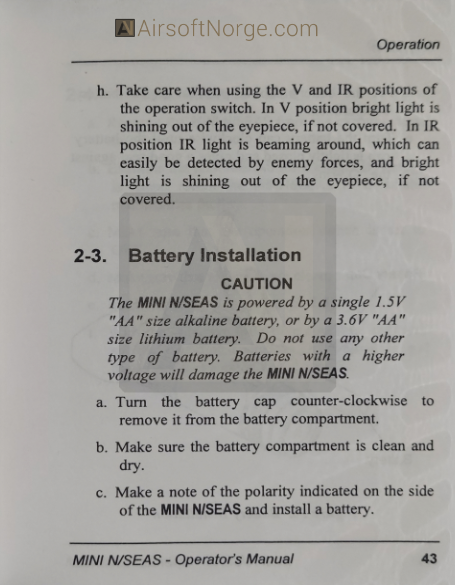 AirsoftNorge.com
Operation
h. Take care when using the V and IR positions of
the operation switch. In V position bright light is
shining out of the eyepiece, if not covered. In IR
position IR light is beaming around, which can
easily be detected by enemy forces, and bright
light is shining out of the eyepiece, if not
covered.
2-3. Battery Installation
CAUTION
The MINI N/SEAS is powered by a single 1.5V
"AA" size alkaline battery, or by a 3.6V "AA"
size lithium battery. Do not use any other
type of battery. Batteries with a higher
voltage will damage the MINI N/SEAS.
a. Turn the battery cap counter-clockwise to
remove it from the battery compartment.
b. Make sure the battery compartment is clean and
dry.
c. Make a note of the polarity indicated on the side
of the MINI N/SEAS and install a battery.
MINI N/SEAS - Operator's Manual 43